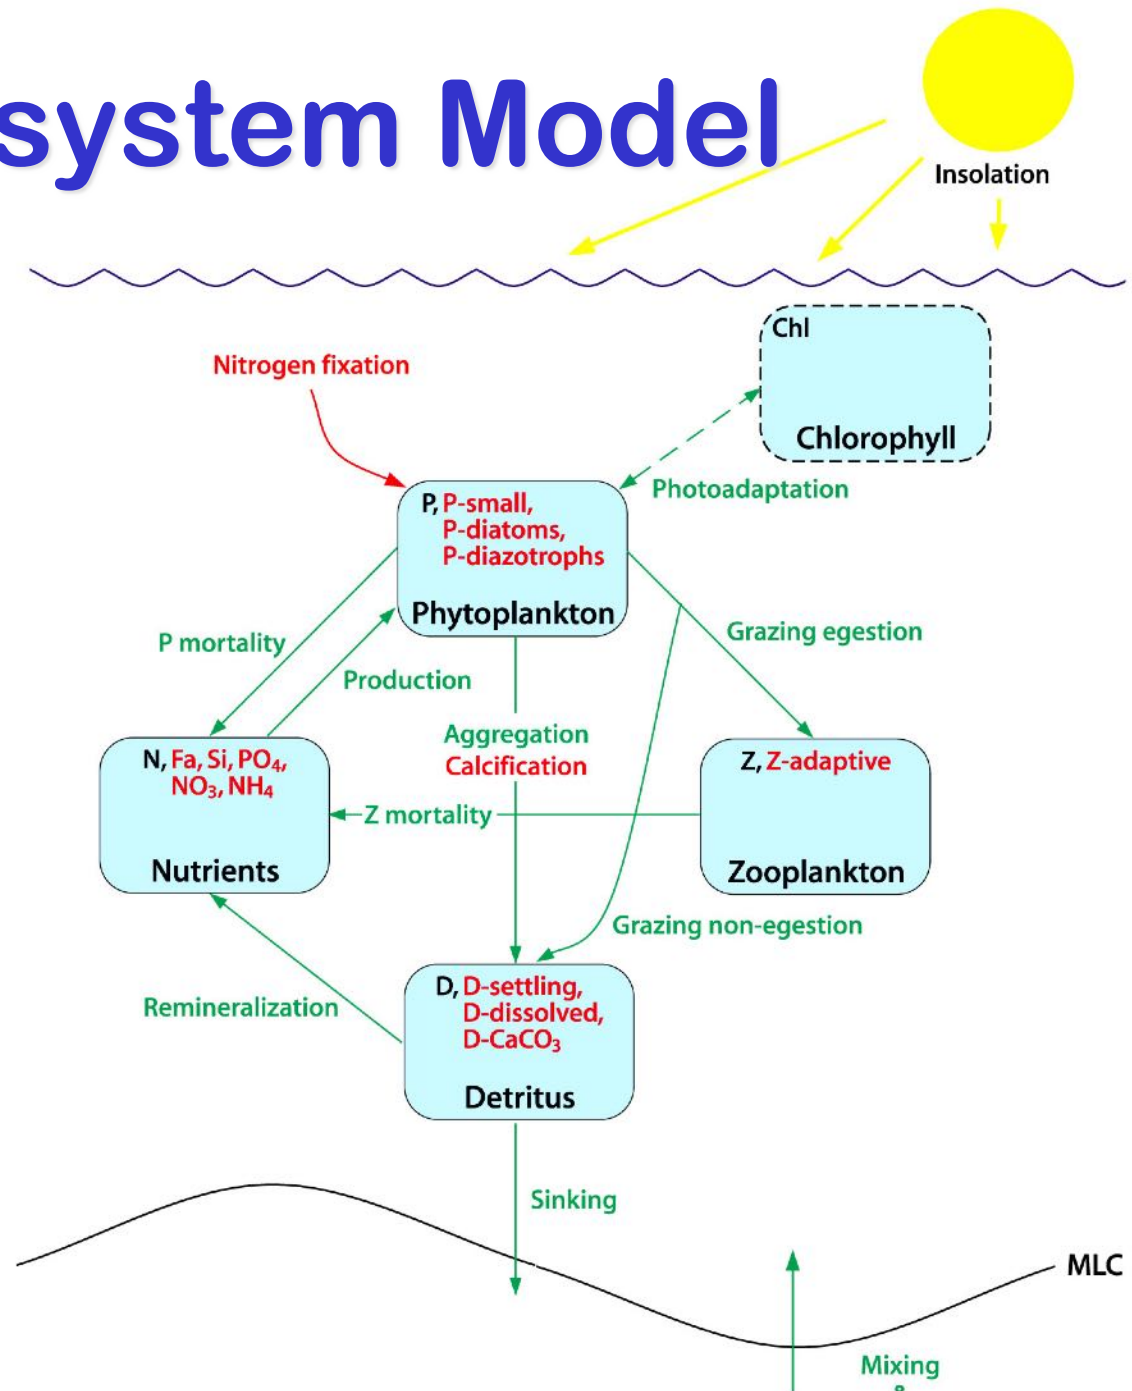 system Model
Insolation
Chl
Chlorophyll
Nitrogen fixation
Photoadaptation
P, P-small,
P-diatoms,
P-diazotrophs
Phytoplankton
P mortality
Production
Grazing egestion
Aggregation
Calcification
N, Fa, Si, PO₄,
NO₃, NH₄
Nutrients
Z mortality
Z, Z-adaptive
Zooplankton
Grazing non-egestion
Remineralization
D, D-settling,
D-dissolved,
D-CaCO₃
Detritus
Sinking
MLC
Mixing